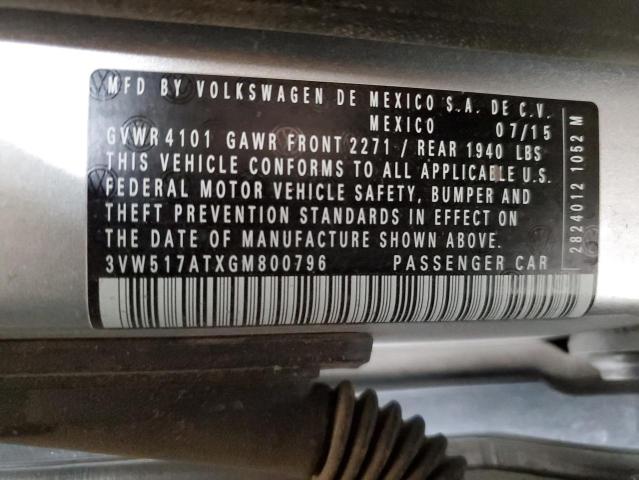 MFD BY VOLKSWAGEN DE MEXICO S.A. DE C.V.
MEXICO 07/15
GVWR 4101 GAWR FRONT 2271 / REAR 1940 LBS
THIS VEHICLE CONFORMS TO ALL APPLICABLE U.S.
FEDERAL MOTOR VEHICLE SAFETY, BUMPER AND
THEFT PREVENTION STANDARDS IN EFFECT ON
THE DATE OF MANUFACTURE SHOWN ABOVE.
3VW517ATXGM800796 PASSENGER CAR
2824012 1052 M